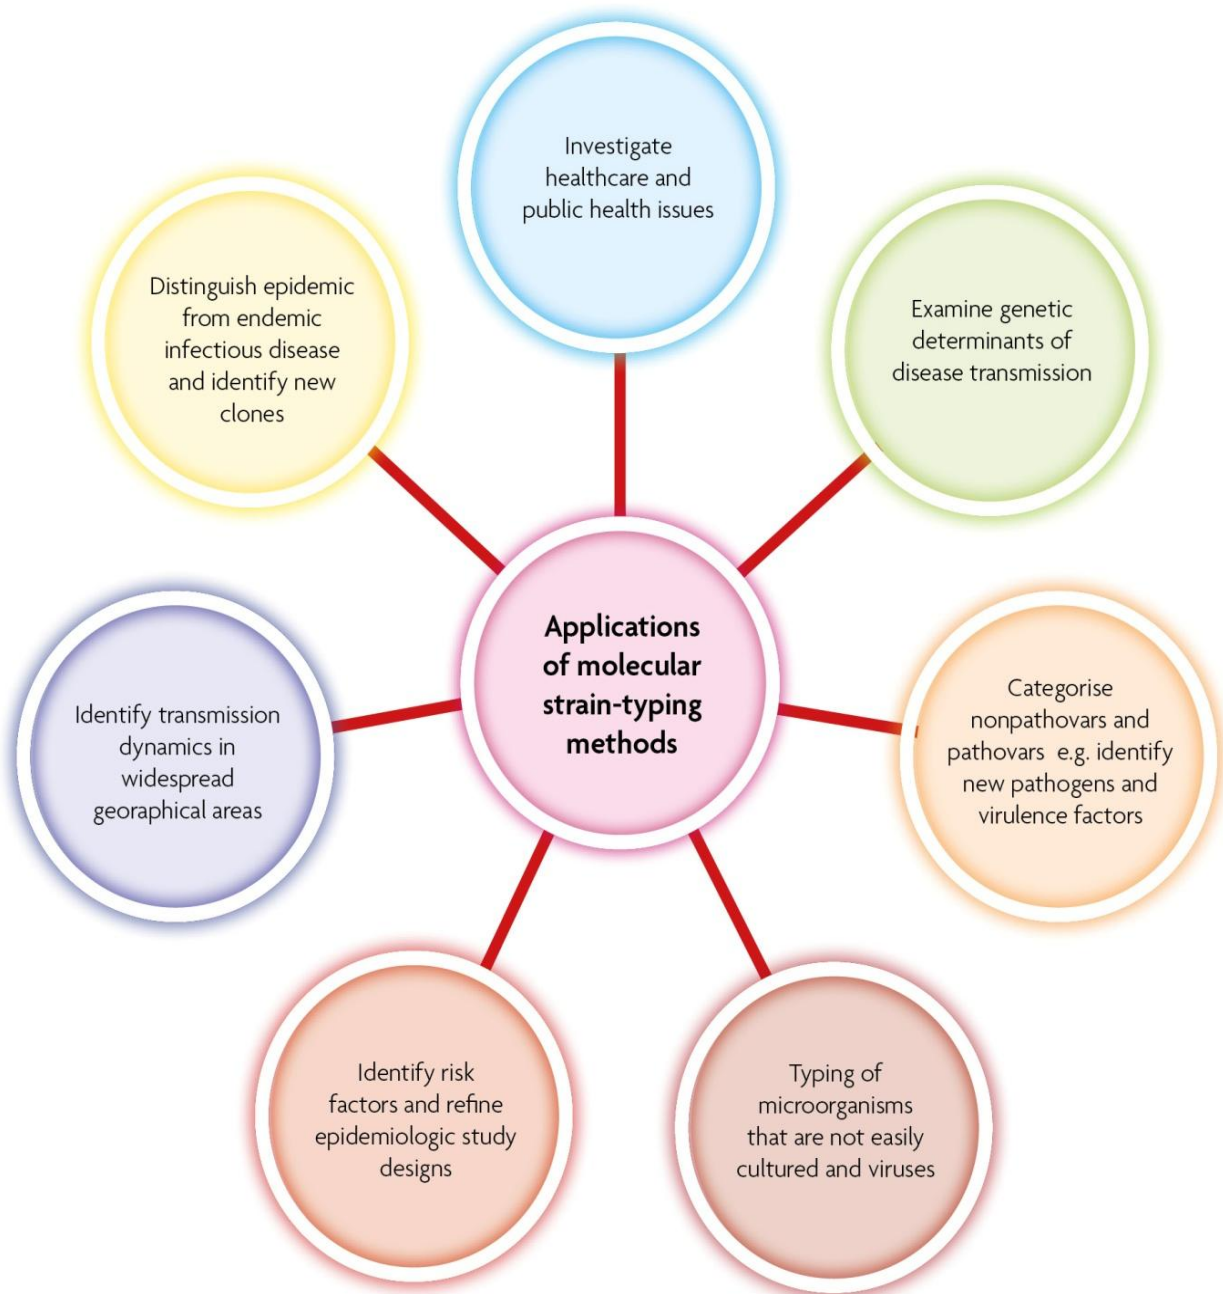 Investigate
healthcare and
public health issues
Distinguish epidemic
from endemic
infectious disease
and identify new
clones
Examine genetic
determinants of
disease transmission
Applications
of molecular
strain-typing
methods
Identify transmission
dynamics in
widespread
georaphical areas
Categorise
nonpathovars and
pathovars e.g. identify
new pathogens and
virulence factors
Identify risk
factors and refine
epidemiologic study
designs
Typing of
microorganisms
that are not easily
cultured and viruses